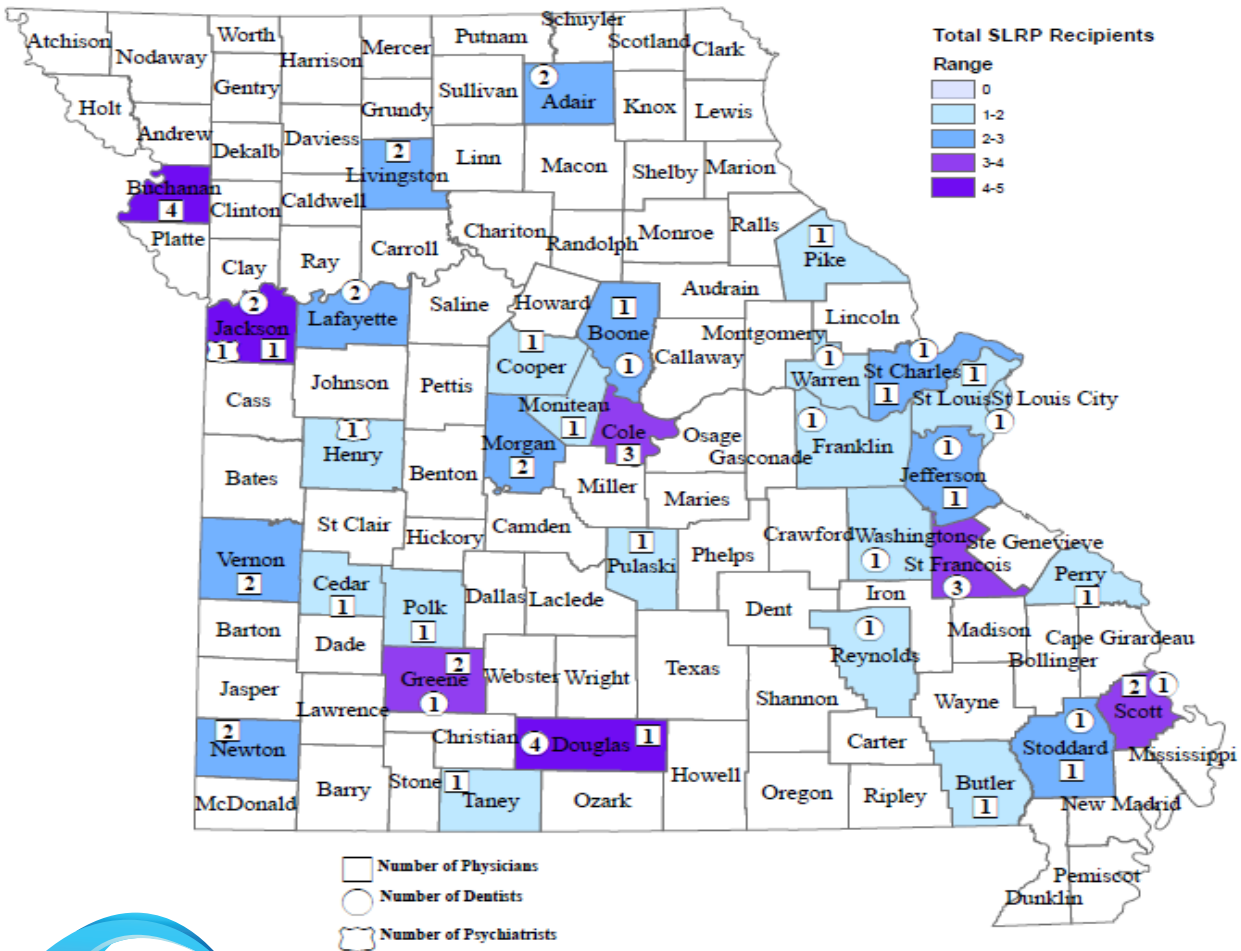 Total SLRP Recipients
Range
0
1-2
2-3
3-4
4-5
Schuyler
Atchison
Nodaway
Worth
Harrison
Mercer
Putnam
Scotland
Clark
Gentry
Sullivan
2
Adair
Holt
Grundy
Knox
Lewis
Andrew
Dekalb
Daviess
2
Livingston
Linn
Macon
Shelby
Marion
Buchanan
4
Clinton
Caldwell
Platte
Carroll
Chariton
Randolph
Monroe
Ralls
1
Pike
Clay
Ray
Audrain
2
Jackson
1
1
2
Lafayette
Saline
Howard
1
Boone
1
Montgomery
Lincoln
1
Cooper
Callaway
1
Warren
1
St Charles
1
1
St Louis
St Louis City
1
Cass
Johnson
Pettis
Moniteau
1
Cole
3
Osage
Gasconade
1
Franklin
1
Jefferson
1
1
Henry
Morgan
2
Bates
Benton
Miller
Maries
St Clair
Camden
Hickory
Crawford
Washington
1
Ste Genevieve
St Francois
3
Vernon
2
Cedar
1
1
Pulaski
Phelps
Perry
1
Polk
1
Dallas
Laclede
Dent
Iron
Barton
Dade
1
Reynolds
Madison
Cape Girardeau
Bollinger
Jasper
2
Greene
1
Webster
Wright
Texas
Shannon
Wayne
2
1
Scott
Lawrence
2
Newton
Christian
4
Douglas
1
Carter
1
Stoddard
1
Mississippi
McDonald
Barry
Stone
1
Taney
Ozark
Howell
Oregon
Ripley
Butler
1
New Madrid
Pemiscot
Dunklin
Number of Physicians
Number of Dentists
Number of Psychiatrists